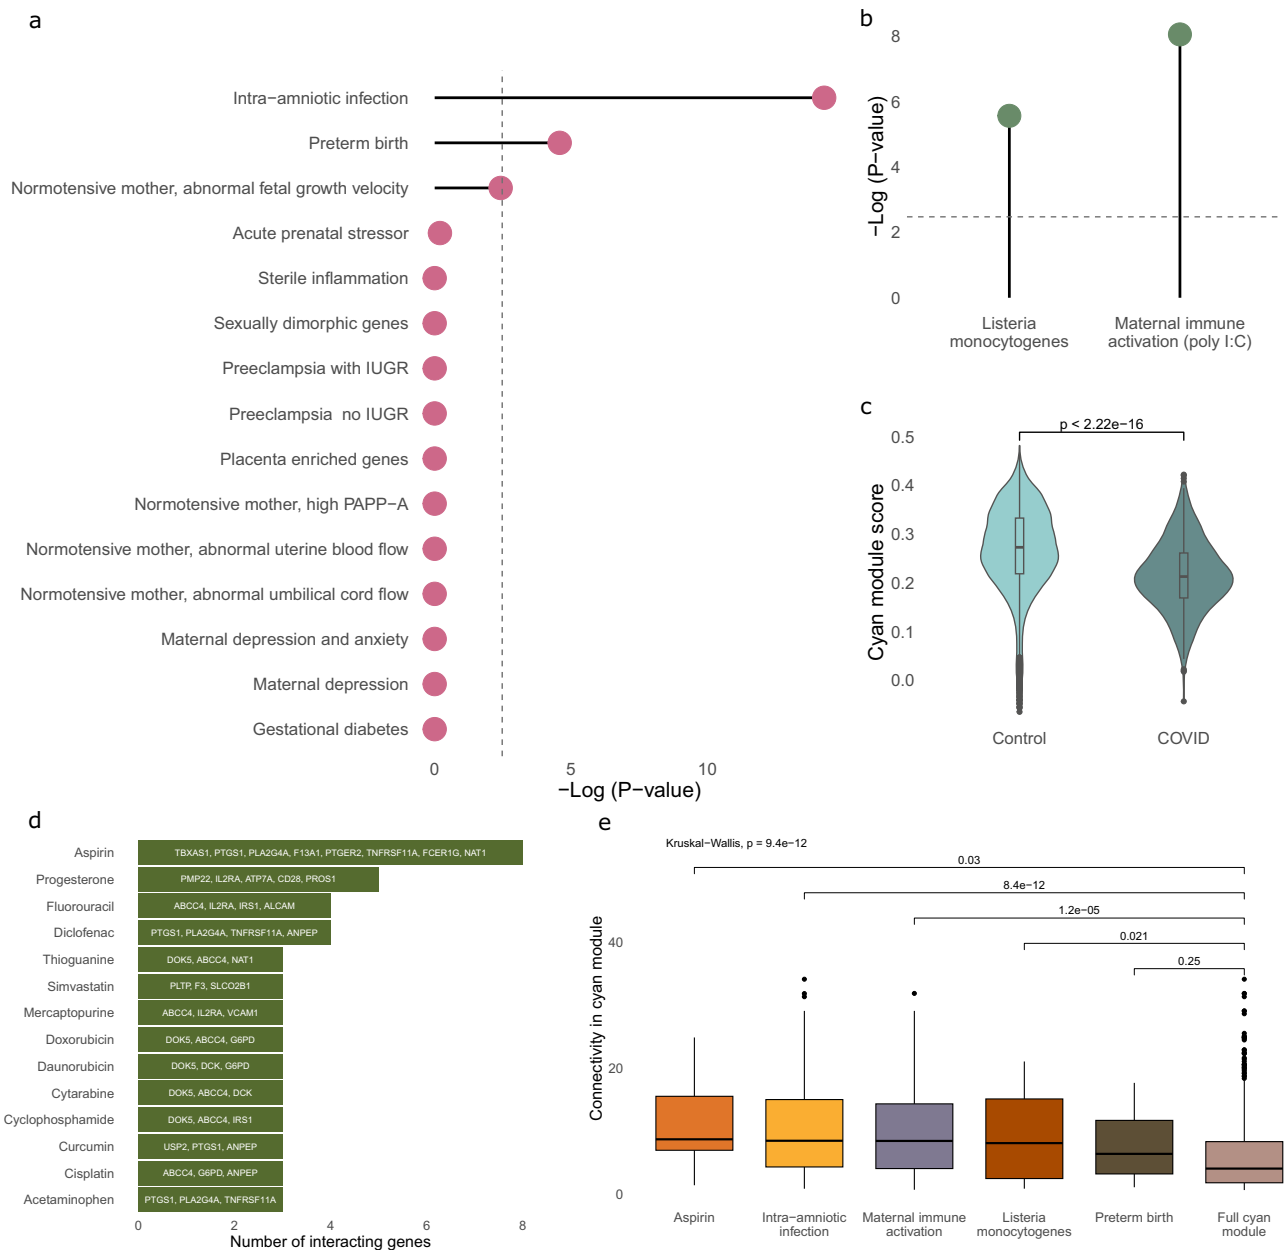 a
Intra−amniotic infection
Preterm birth
Normotensive mother, abnormal fetal growth velocity
Acute prenatal stressor
Sterile inflammation
Sexually dimorphic genes
Preeclampsia with IUGR
Preeclampsia no IUGR
Placenta enriched genes
Normotensive mother, high PAPP−A
Normotensive mother, abnormal uterine blood flow
Normotensive mother, abnormal umbilical cord flow
Maternal depression and anxiety
Maternal depression
Gestational diabetes
0 5 10
−Log (P−value)
b
−Log (P−value)
8
6
4
2
0
Listeria
monocytogenes
Maternal immune
activation (poly I:C)
c
Cyan module score
0.5
0.4
0.3
0.2
0.1
0.0
p < 2.22e−16
Control COVID
d
Aspirin TBXAS1, PTGS1, PLA2G4A, F13A1, PTGER2, TNFRSF11A, FCER1G, NAT1
Progesterone PMP22, IL2RA, ATP7A, CD28, PROS1
Fluorouracil ABCC4, IL2RA, IRS1, ALCAM
Diclofenac PTGS1, PLA2G4A, TNFRSF11A, ANPEP
Thioguanine DOK5, ABCC4, NAT1
Simvastatin PLTP, F3, SLCO2B1
Mercaptopurine ABCC4, IL2RA, VCAM1
Doxorubicin DOK5, ABCC4, G6PD
Daunorubicin DOK5, DCK, G6PD
Cytarabine DOK5, ABCC4, DCK
Cyclophosphamide DOK5, ABCC4, IRS1
Curcumin USP2, PTGS1, ANPEP
Cisplatin ABCC4, G6PD, ANPEP
Acetaminophen PTGS1, PLA2G4A, TNFRSF11A
0 2 4 6 8
Number of interacting genes
e
Kruskal−Wallis, p = 9.4e−12
0.03
8.4e−12
1.2e−05
0.021
0.25
Connectivity in cyan module
40
20
0
Aspirin
Intra−amniotic
infection
Maternal immune
activation
Listeria
monocytogenes
Preterm birth
Full cyan
module